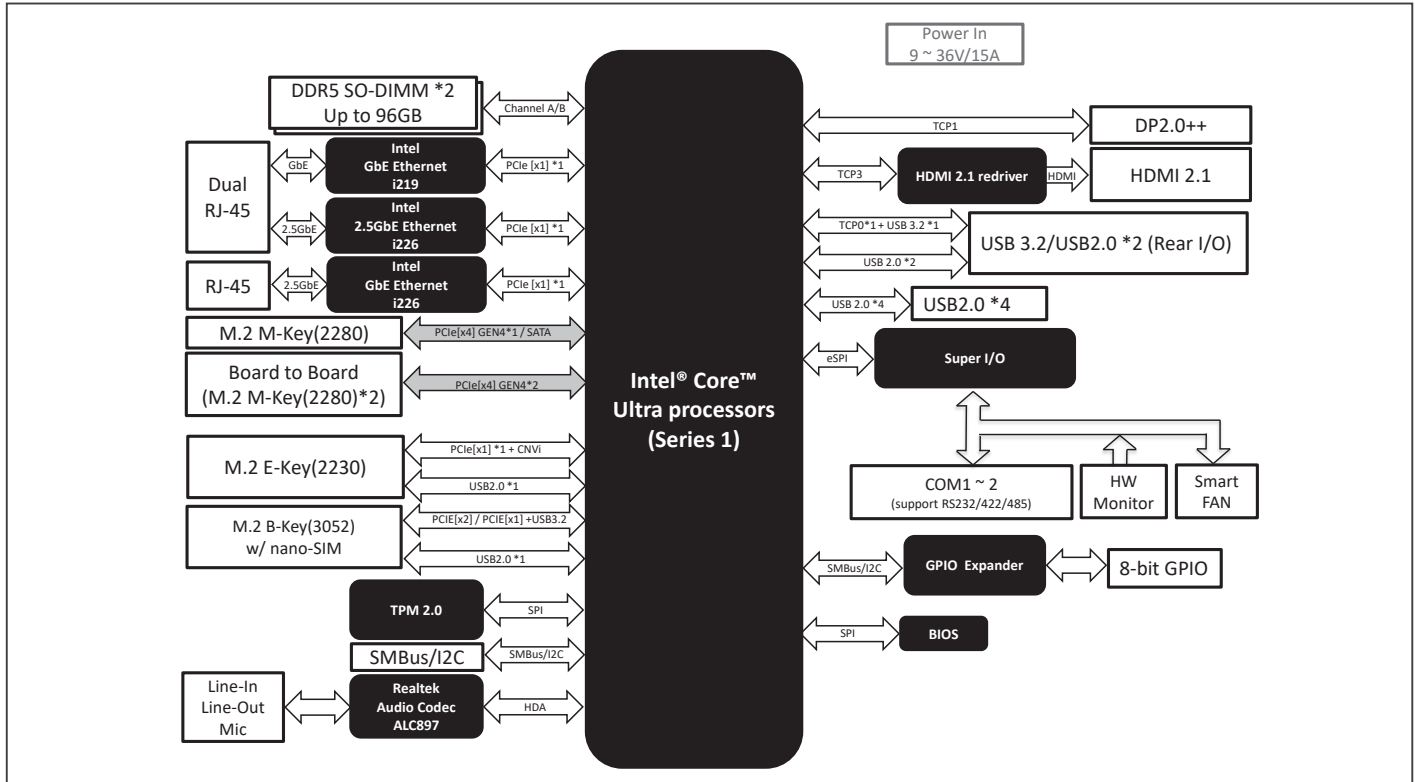 Power In
9 ~ 36V/15A
DDR5 SO-DIMM *2
Up to 96GB
Channel A/B
Dual
RJ-45
GbE
Intel
GbE Ethernet
i219
PCIe [x1] *1
2.5GbE
Intel
2.5GbE Ethernet
i226
PCIe [x1] *1
RJ-45
2.5GbE
Intel
GbE Ethernet
i226
PCIe [x1] *1
M.2 M-Key(2280)
PCIe[x4] GEN4*1 / SATA
Board to Board
(M.2 M-Key(2280)*2)
PCIe[x4] GEN4*2
M.2 E-Key(2230)
PCIe[x1] *1 + CNVi
USB2.0 *1
M.2 B-Key(3052)
w/ nano-SIM
PCIE[x2] / PCIE[x1] +USB3.2
USB2.0 *1
TPM 2.0
SPI
SMBus/I2C
SMBus/I2C
Line-In
Line-Out
Mic
Realtek
Audio Codec
ALC897
HDA
Intel® Core™
Ultra processors
(Series 1)
TCP1
DP2.0++
TCP3
HDMI 2.1 redriver
HDMI
HDMI 2.1
TCP0*1 + USB 3.2 *1
USB 2.0 *2
USB 3.2/USB2.0 *2 (Rear I/O)
USB 2.0 *4
USB2.0 *4
eSPI
Super I/O
COM1 ~ 2
(support RS232/422/485)
HW
Monitor
Smart
FAN
SMBus/I2C
GPIO Expander
8-bit GPIO
SPI
BIOS